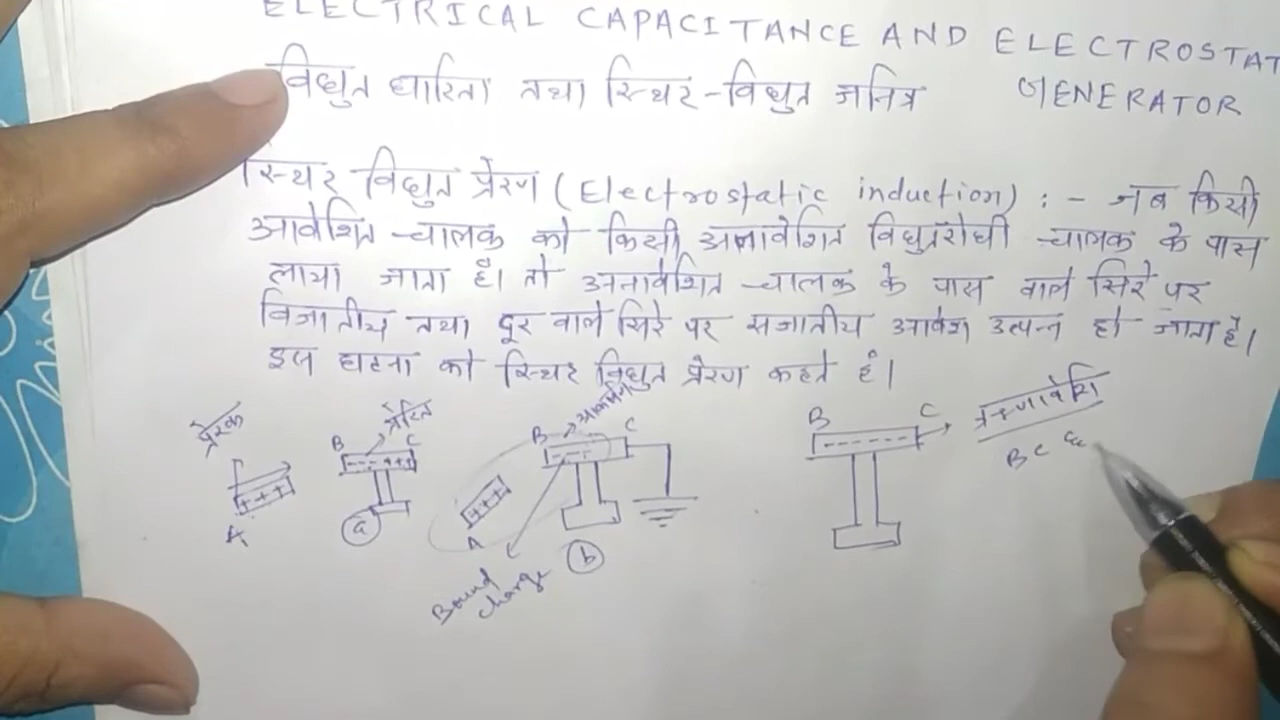 ELECTRICAL CAPACITANCE AND ELECTROSTAT
विधुत धारिता तथा स्थिर-विधुत जनित्र GENERATOR
स्थिर विधुत प्रेरण (Electrostatic induction) : - जब किसी
आवेशित चालक को किसी अनावेशित विधुतरोधी चालक के पास
लाया जाता है। तो अनावेशित चालक के पास वाले सिरे पर
विजातीय तथा दूर वाले सिरे पर सजातीय आवेश उत्पन्न हो जाता है।
इस घटना को स्थिर विधुत प्रेरण कहते हैं।
प्रेरक
+++
A
प्रेरित
B C
---+++
a
B C
---
+++
A
Bound
charge
b
B C
------
ऋणावेशि
BC